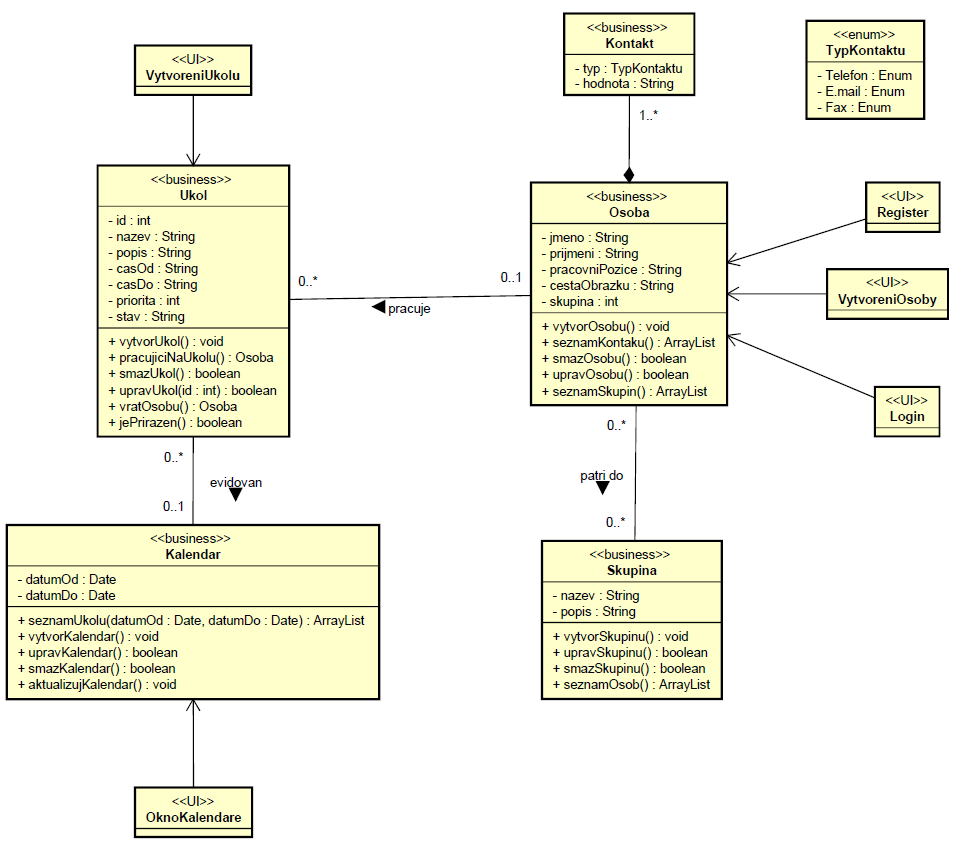 <<UI>>
VytvoreniUkolu
<<business>>
Kontakt
- typ : TypKontaktu
- hodnota : String
<<enum>>
TypKontaktu
- Telefon : Enum
- E.mail : Enum
- Fax : Enum
1..*
<<business>>
Ukol
- id : int
- nazev : String
- popis : String
- casOd : String
- casDo : String
- priorita : int
- stav : String
+ vytvorUkol() : void
+ pracujiciNaUkolu() : Osoba
+ smazUkol() : boolean
+ upravUkol(id : int) : boolean
+ vratOsobu() : Osoba
+ jePrirazen() : boolean
0..*
0..1
pracuje
<<business>>
Osoba
- jmeno : String
- prijmeni : String
- pracovniPozice : String
- cestaObrazku : String
- skupina : int
+ vytvorOsobu() : void
+ seznamKontaku() : ArrayList
+ smazOsobu() : boolean
+ upravOsobu() : boolean
+ seznamSkupin() : ArrayList
<<UI>>
Register
<<UI>>
VytvoreniOsoby
<<UI>>
Login
0..*
evidovan
0..1
0..*
patri do
0..*
<<business>>
Kalendar
- datumOd : Date
- datumDo : Date
+ seznamUkolu(datumOd : Date, datumDo : Date) : ArrayList
+ vytvorKalendar() : void
+ upravKalendar() : boolean
+ smazKalendar() : boolean
+ aktualizujKalendar() : void
<<business>>
Skupina
- nazev : String
- popis : String
+ vytvorSkupinu() : void
+ upravSkupinu() : boolean
+ smazSkupinu() : boolean
+ seznamOsob() : ArrayList
<<UI>>
OknoKalendare